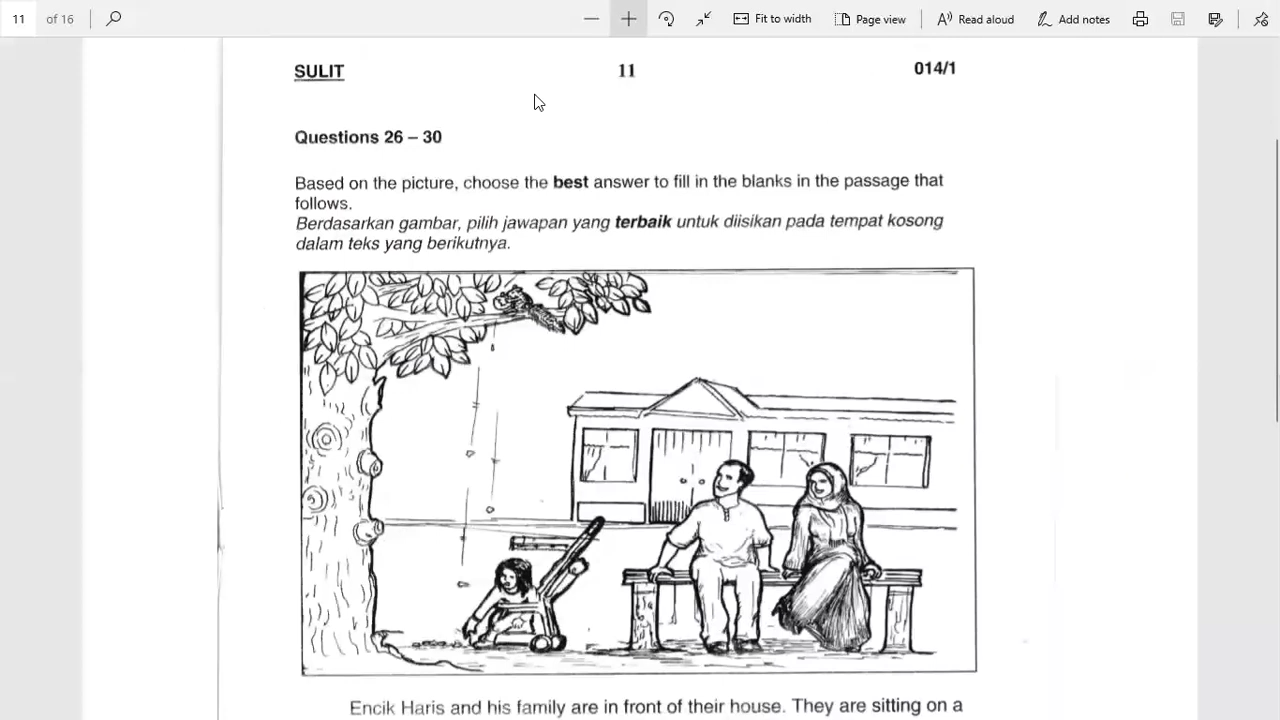 11 of 16 Fit to width Page view Read aloud Add notes
SULIT 11 014/1
Questions 26 – 30
Based on the picture, choose the best answer to fill in the blanks in the passage that
follows.
Berdasarkan gambar, pilih jawapan yang terbaik untuk diisikan pada tempat kosong
dalam teks yang berikutnya.
Encik Haris and his family are in front of their house. They are sitting on a